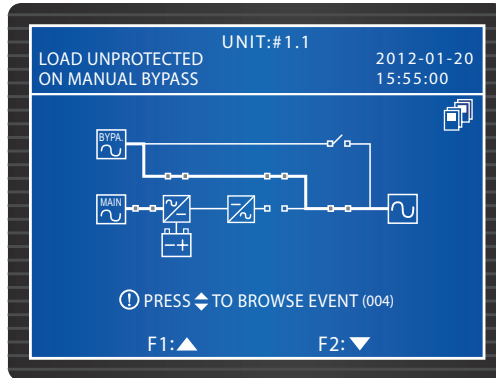 UNIT:#1.1
LOAD UNPROTECTED
ON MANUAL BYPASS
2012-01-20
15:55:00
BYPA.
MAIN
PRESS TO BROWSE EVENT (004)
F1:
F2: